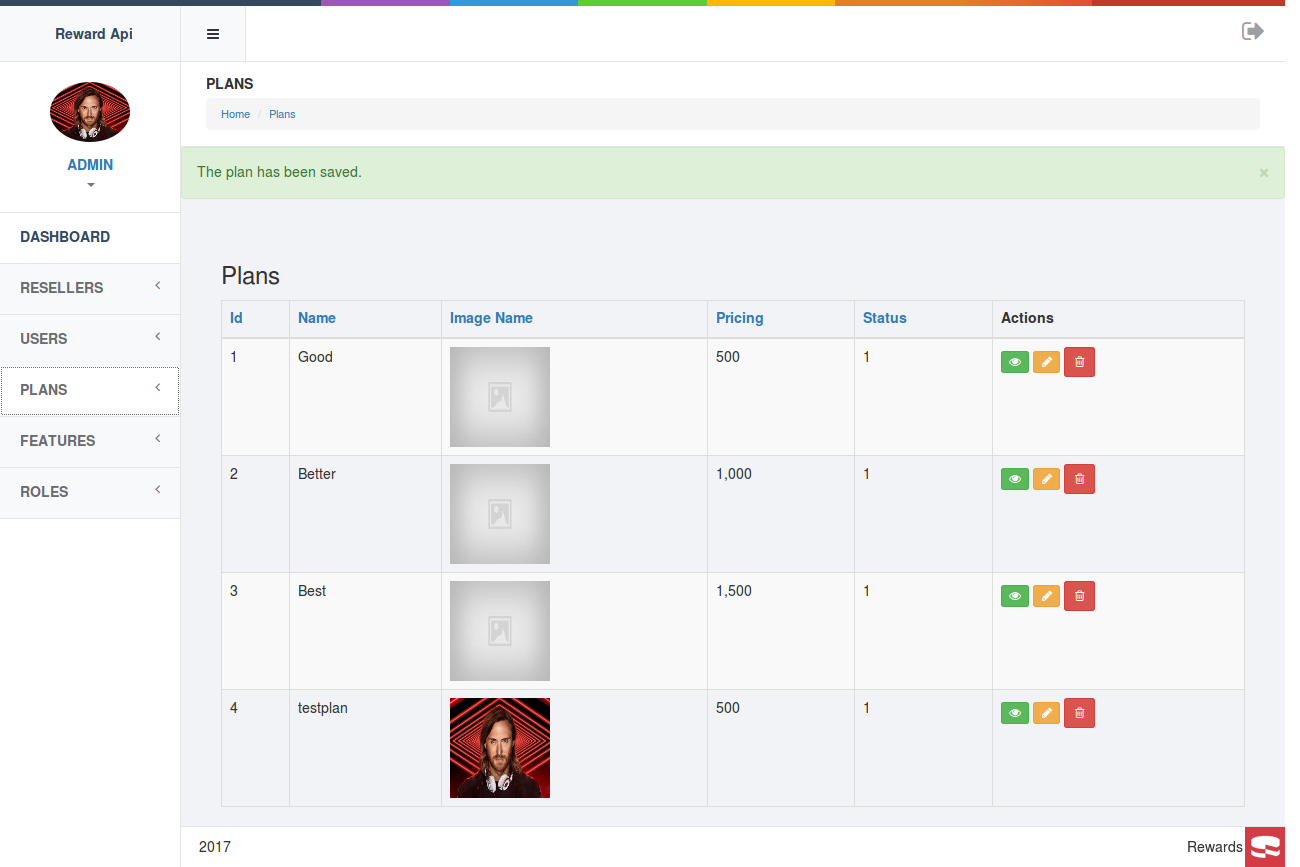 Reward Api
ADMIN
DASHBOARD
RESELLERS
USERS
PLANS
FEATURES
ROLES
PLANS
Home / Plans
The plan has been saved. ×
Plans
Id Name Image Name Pricing Status Actions
1 Good 500 1
2 Better 1,000 1
3 Best 1,500 1
4 testplan 500 1
2017 Rewards